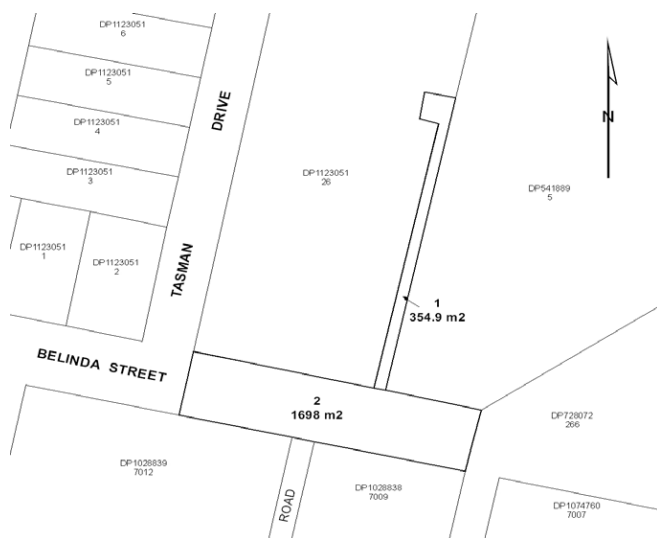 DP1123051
6
DP1123051
5
DP1123051
4
DP1123051
3
DP1123051
1
DP1123051
2
DRIVE
TASMAN
DP1123051
26
N
DP541889
5
1
354.9 m2
BELINDA STREET
2
1698 m2
DP728072
266
DP1028839
7012
ROAD
DP1028838
7009
DP1074760
7007